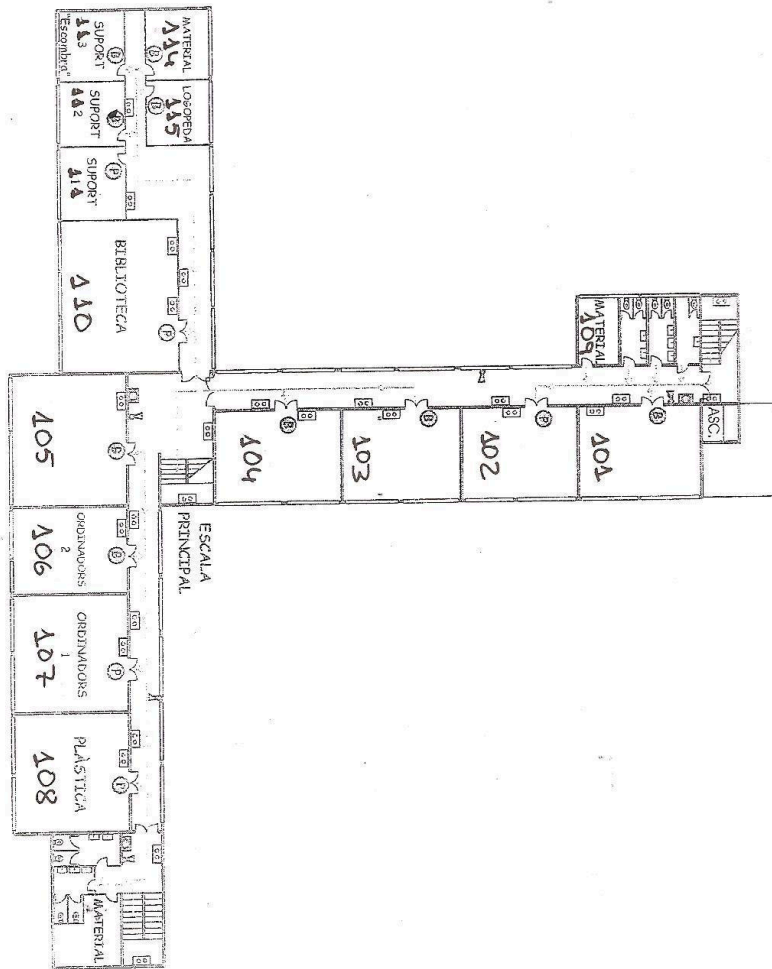 SUPORT
113
"Escombra"
B
MATERIAL
114
B
SUPORT
112
B
LOGOPEDA
115
B
SUPORT
111
P
BIBLIOTECA
110
P
MATERIAL
109
ASC.
105
B
104
B
103
B
102
P
101
B
ESCALA
PRINCIPAL
ORDINADORS
2
106
B
ORDINADORS
1
107
P
PLÀSTICA
108
P
MATERIAL